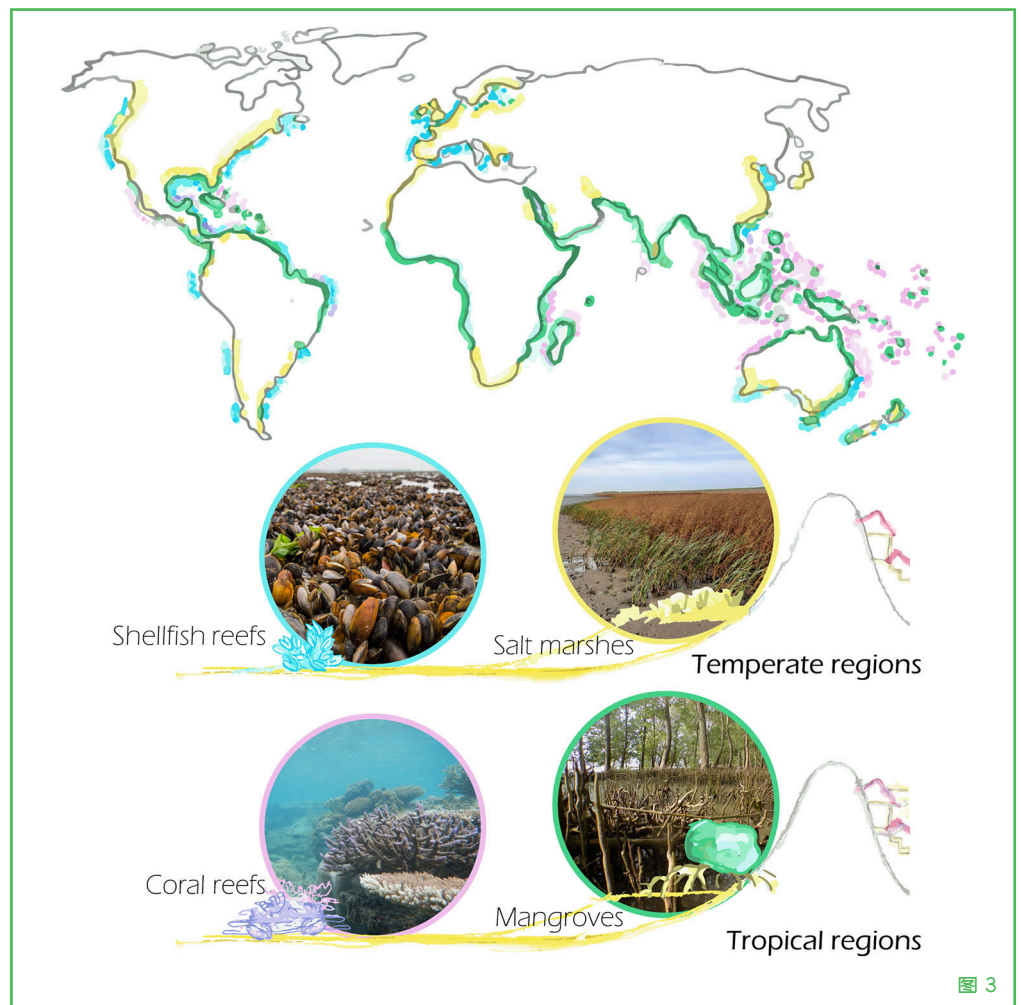 Shellfish reefs
Salt marshes
Temperate regions
Coral reefs
Mangroves
Tropical regions
图 3